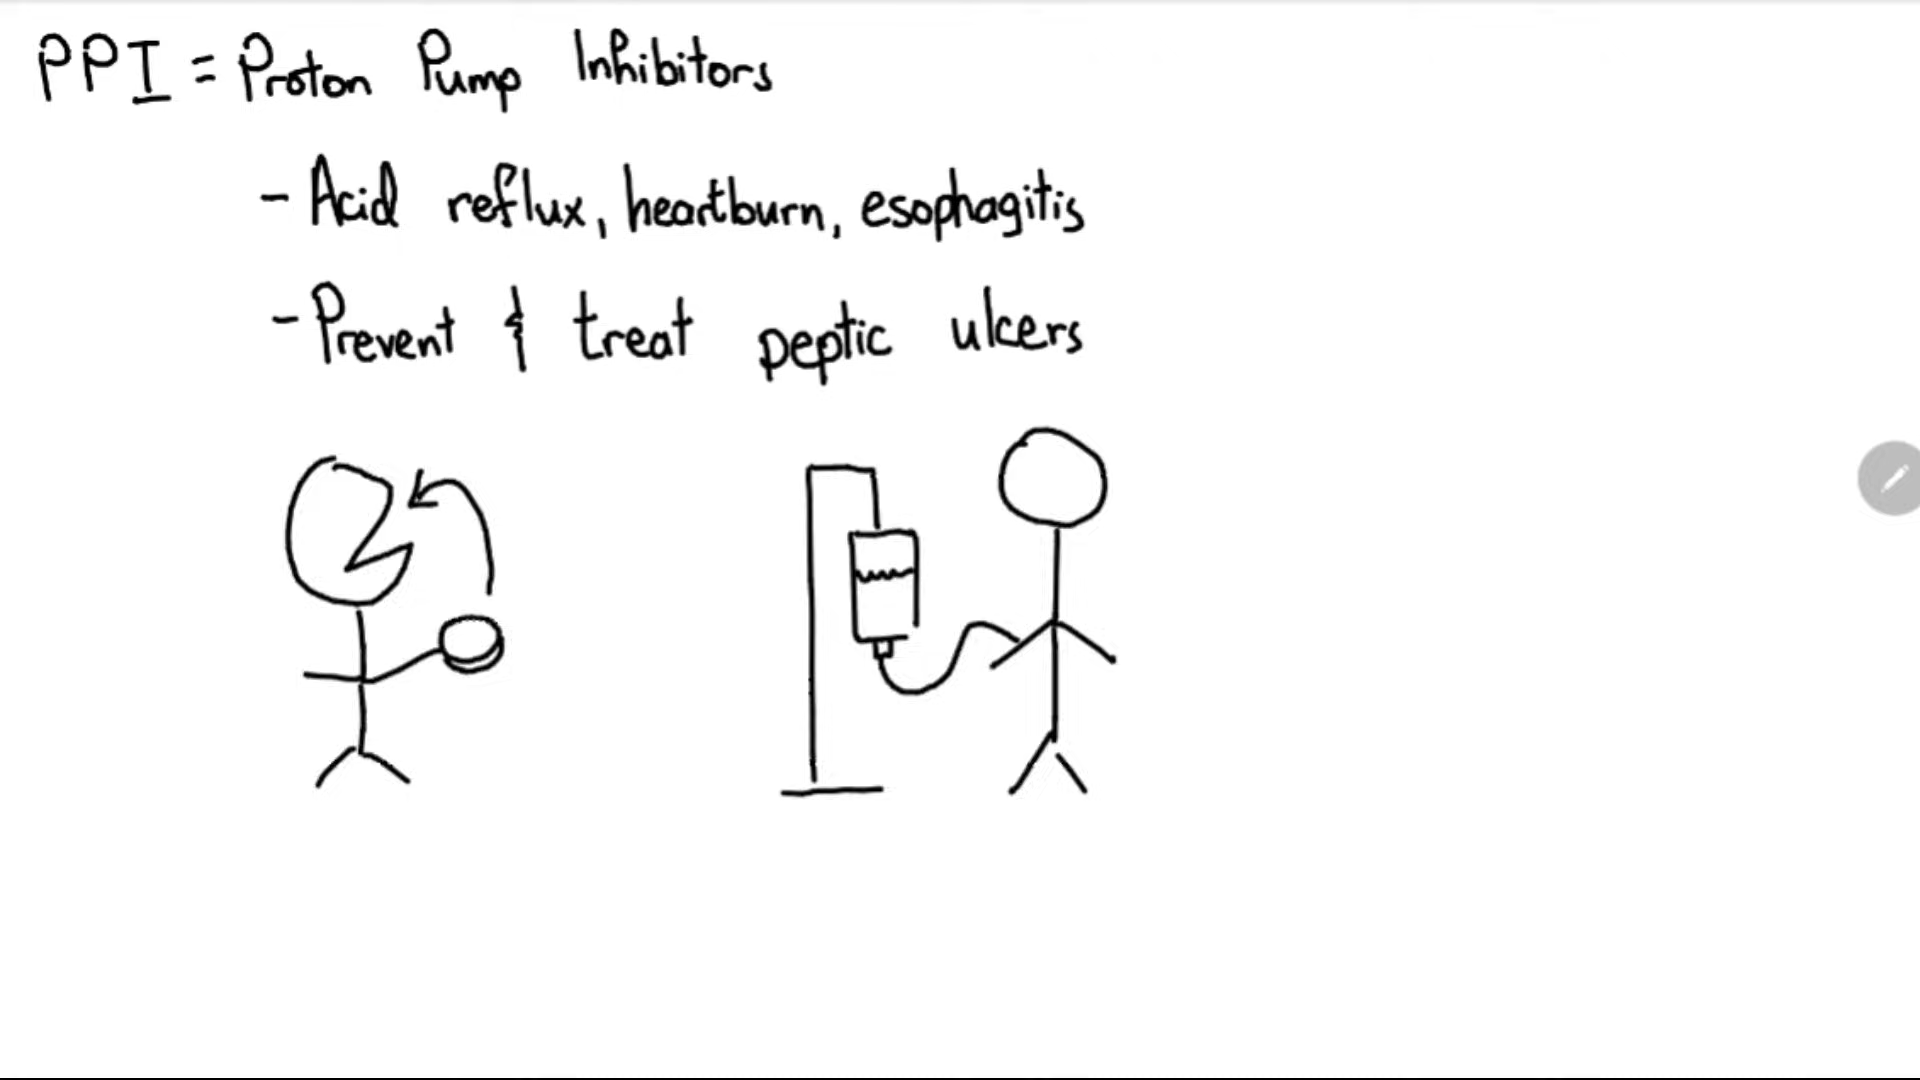 PPI = Proton Pump Inhibitors
- Acid reflux, heartburn, esophagitis
- Prevent & treat peptic ulcers